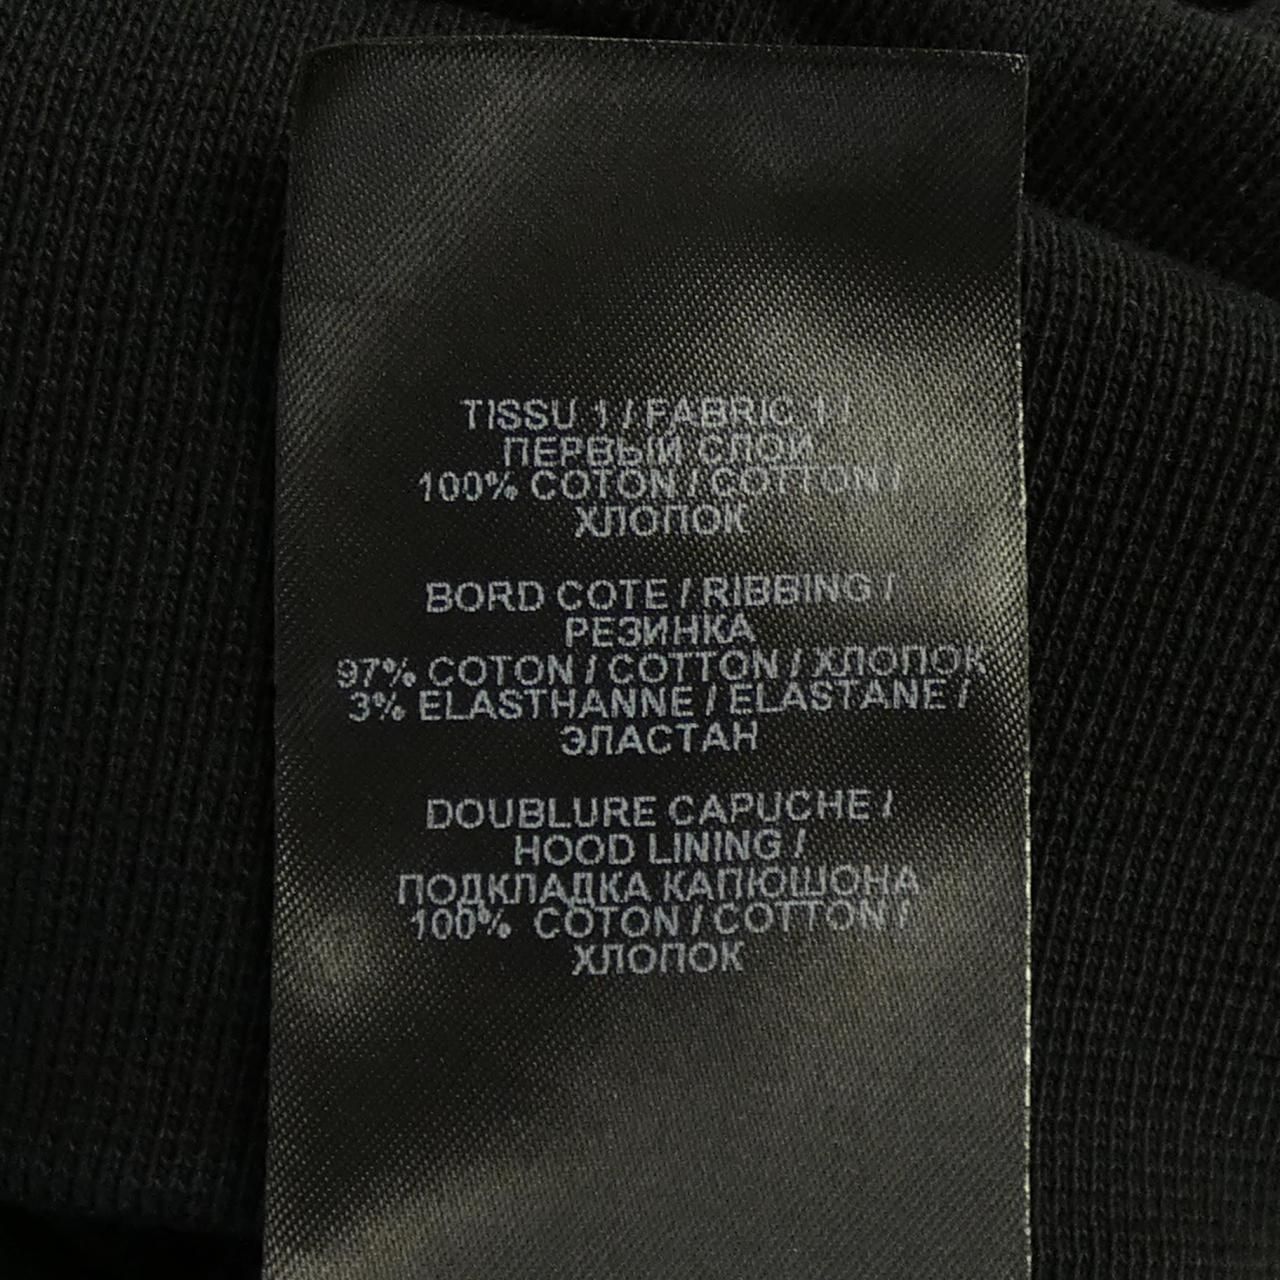 TISSU 1 / FABRIC 1 /
ПЕРВЫЙ СЛОЙ
100% COTON / COTTON /
ХЛОПОК
BORD COTE / RIBBING /
РЕЗИНКА
97% COTON / COTTON / ХЛОПОК
3% ELASTHANNE / ELASTANE /
ЭЛАСТАН
DOUBLURE CAPUCHE /
HOOD LINING /
ПОДКЛАДКА КАПЮШОНА
100% COTON / COTTON /
ХЛОПОК